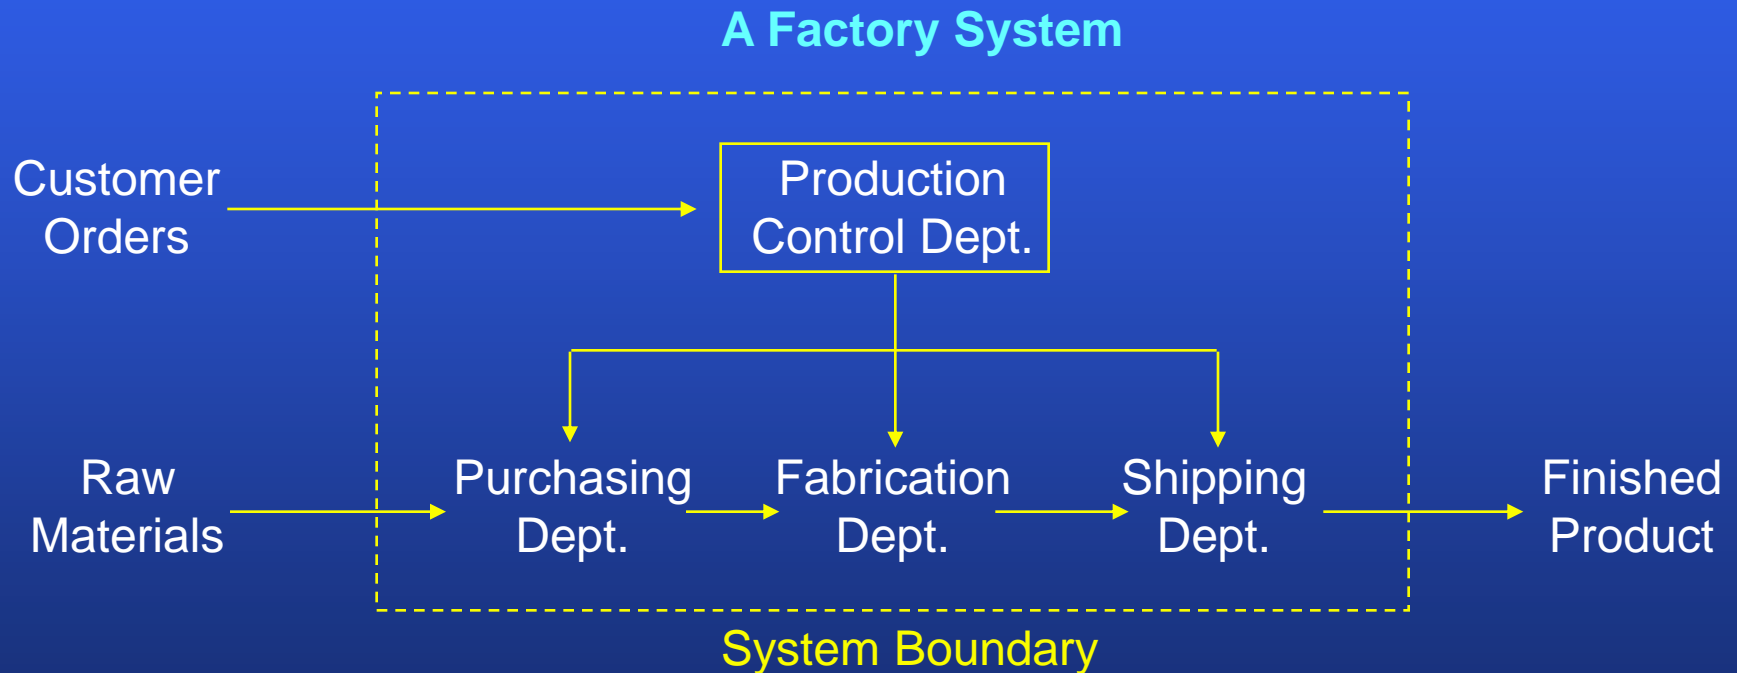 A Factory System
Customer
Orders
Production
Control Dept.
Raw
Materials
Purchasing
Dept.
Fabrication
Dept.
Shipping
Dept.
Finished
Product
System Boundary